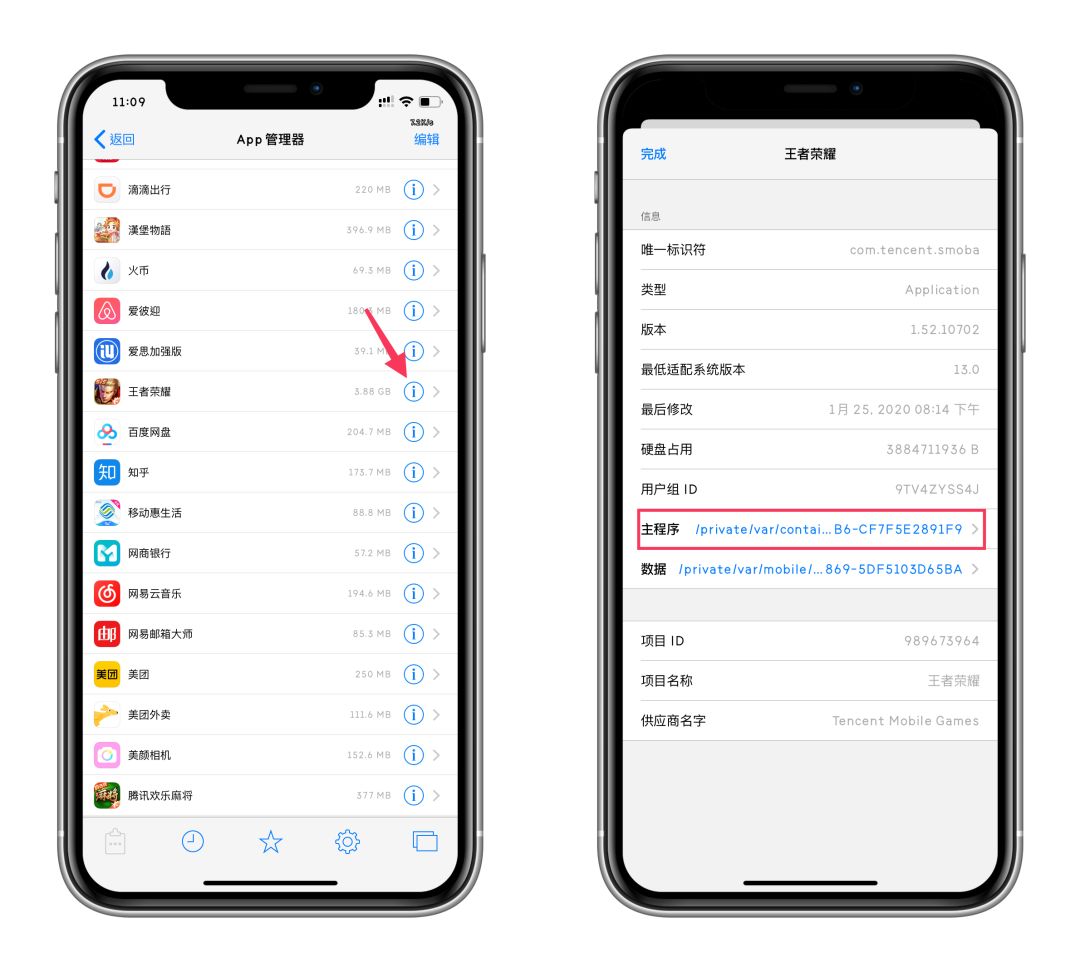 11:09
返回
App 管理器
编辑
滴滴出行 220 MB
漢堡物語 396.9 MB
火币 69.3 MB
爱彼迎 180.3 MB
爱思加强版 39.1 MB
王者荣耀 3.88 GB
百度网盘 204.7 MB
知 知乎 173.7 MB
移动惠生活 88.8 MB
网商银行 57.2 MB
网易云音乐 194.6 MB
邮 网易邮箱大师 85.3 MB
美团 美团 250 MB
美团外卖 111.6 MB
美颜相机 152.6 MB
腾讯欢乐麻将 377 MB
完成
王者荣耀
信息
唯一标识符 com.tencent.smoba
类型 Application
版本 1.52.10702
最低适配系统版本 13.0
最后修改 1月 25, 2020 08:14 下午
硬盘占用 3884711936 B
用户组 ID 9TV4ZYSS4J
主程序 /private/var/contai...B6-CF7F5E2891F9
数据 /private/var/mobile/...869-5DF5103D65BA
项目 ID 989673964
项目名称 王者荣耀
供应商名字 Tencent Mobile Games